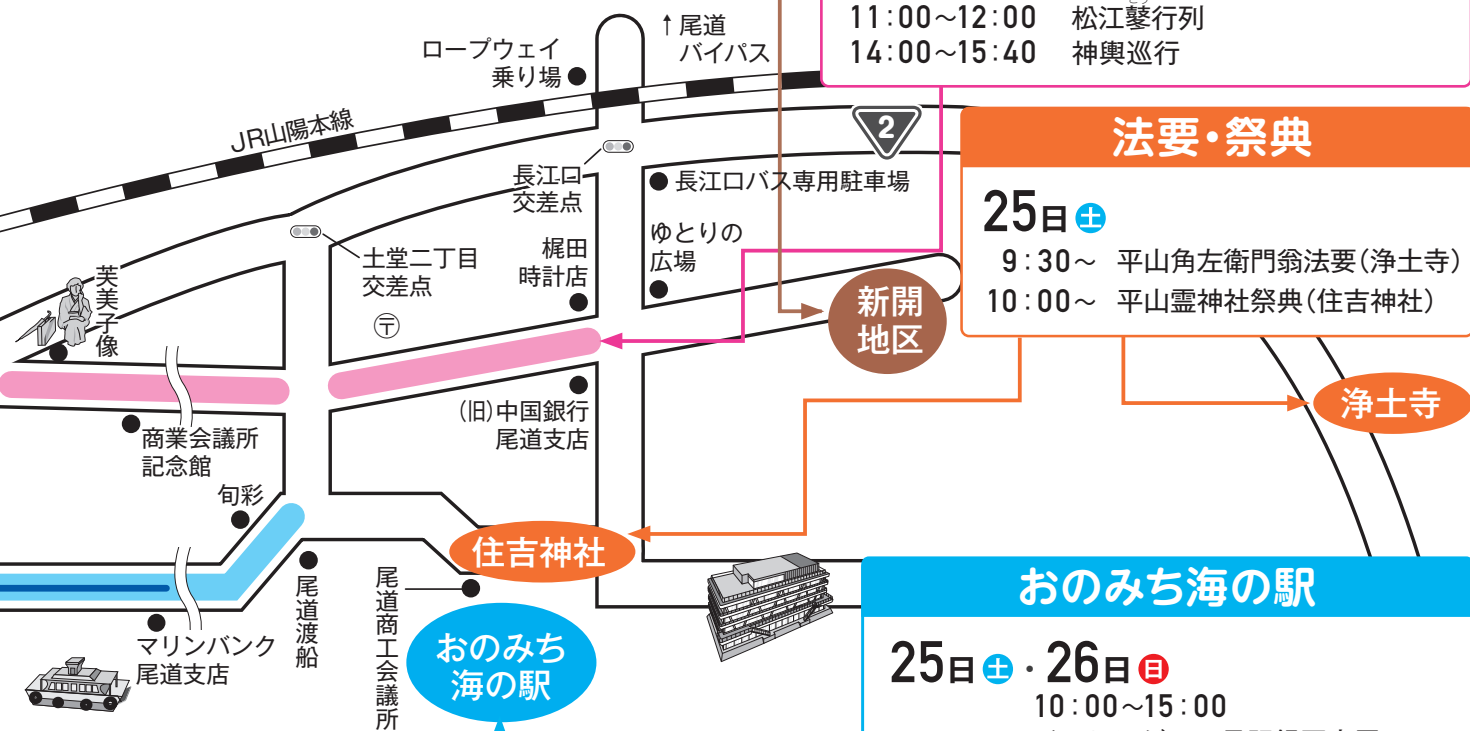 11:00〜12:00 松江鼕行列
14:00〜15:40 神輿巡行
↑尾道
バイパス
ロープウェイ
乗り場
JR山陽本線
2
長江口
交差点
長江口バス専用駐車場
土堂二丁目
交差点
梶田
時計店
ゆとりの
広場
〒
芙美子像
新開
地区
法要・祭典
25日土
9:30〜 平山角左衛門翁法要(浄土寺)
10:00〜 平山霊神社祭典(住吉神社)
浄土寺
(旧)中国銀行
尾道支店
商業会議所
記念館
旬彩
住吉神社
尾道渡船
尾道商工会議所
マリンバンク
尾道支店
おのみち
海の駅
おのみち海の駅
25日土・26日日
10:00〜15:00